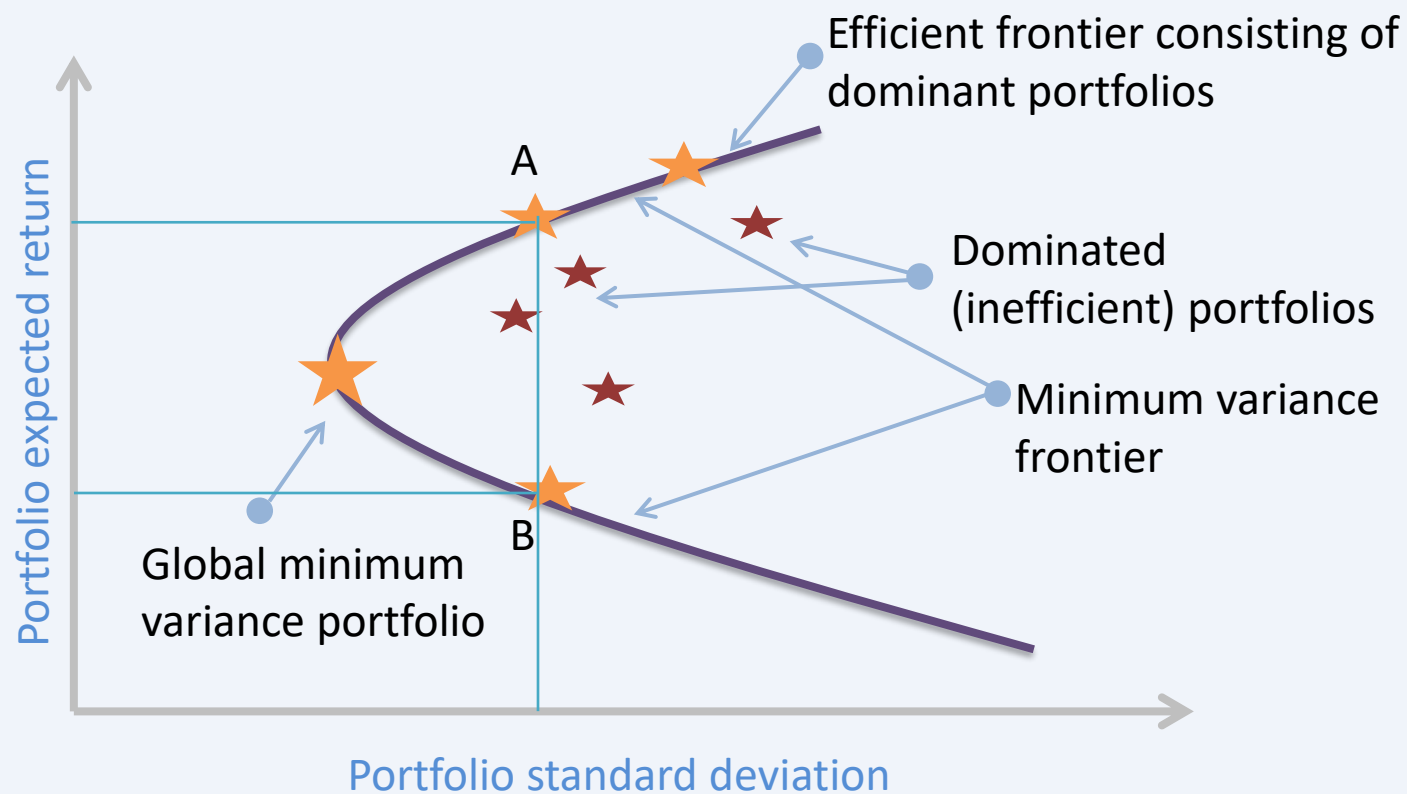 Efficient frontier consisting of
dominant portfolios
A
Dominated
(inefficient) portfolios
Minimum variance
frontier
B
Global minimum
variance portfolio
Portfolio expected return
Portfolio standard deviation